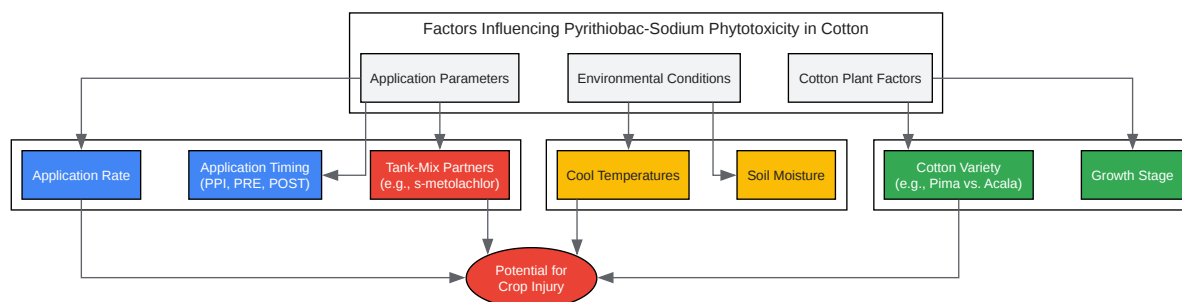 Factors Influencing Pyrithiobac-Sodium Phytotoxicity in Cotton
Application Parameters
Environmental Conditions
Cotton Plant Factors
Application Rate
Application Timing
(PPI, PRE, POST)
Tank-Mix Partners
(e.g., s-metolachlor)
Cool Temperatures
Soil Moisture
Cotton Variety
(e.g., Pima vs. Acala)
Growth Stage
Potential for
Crop Injury